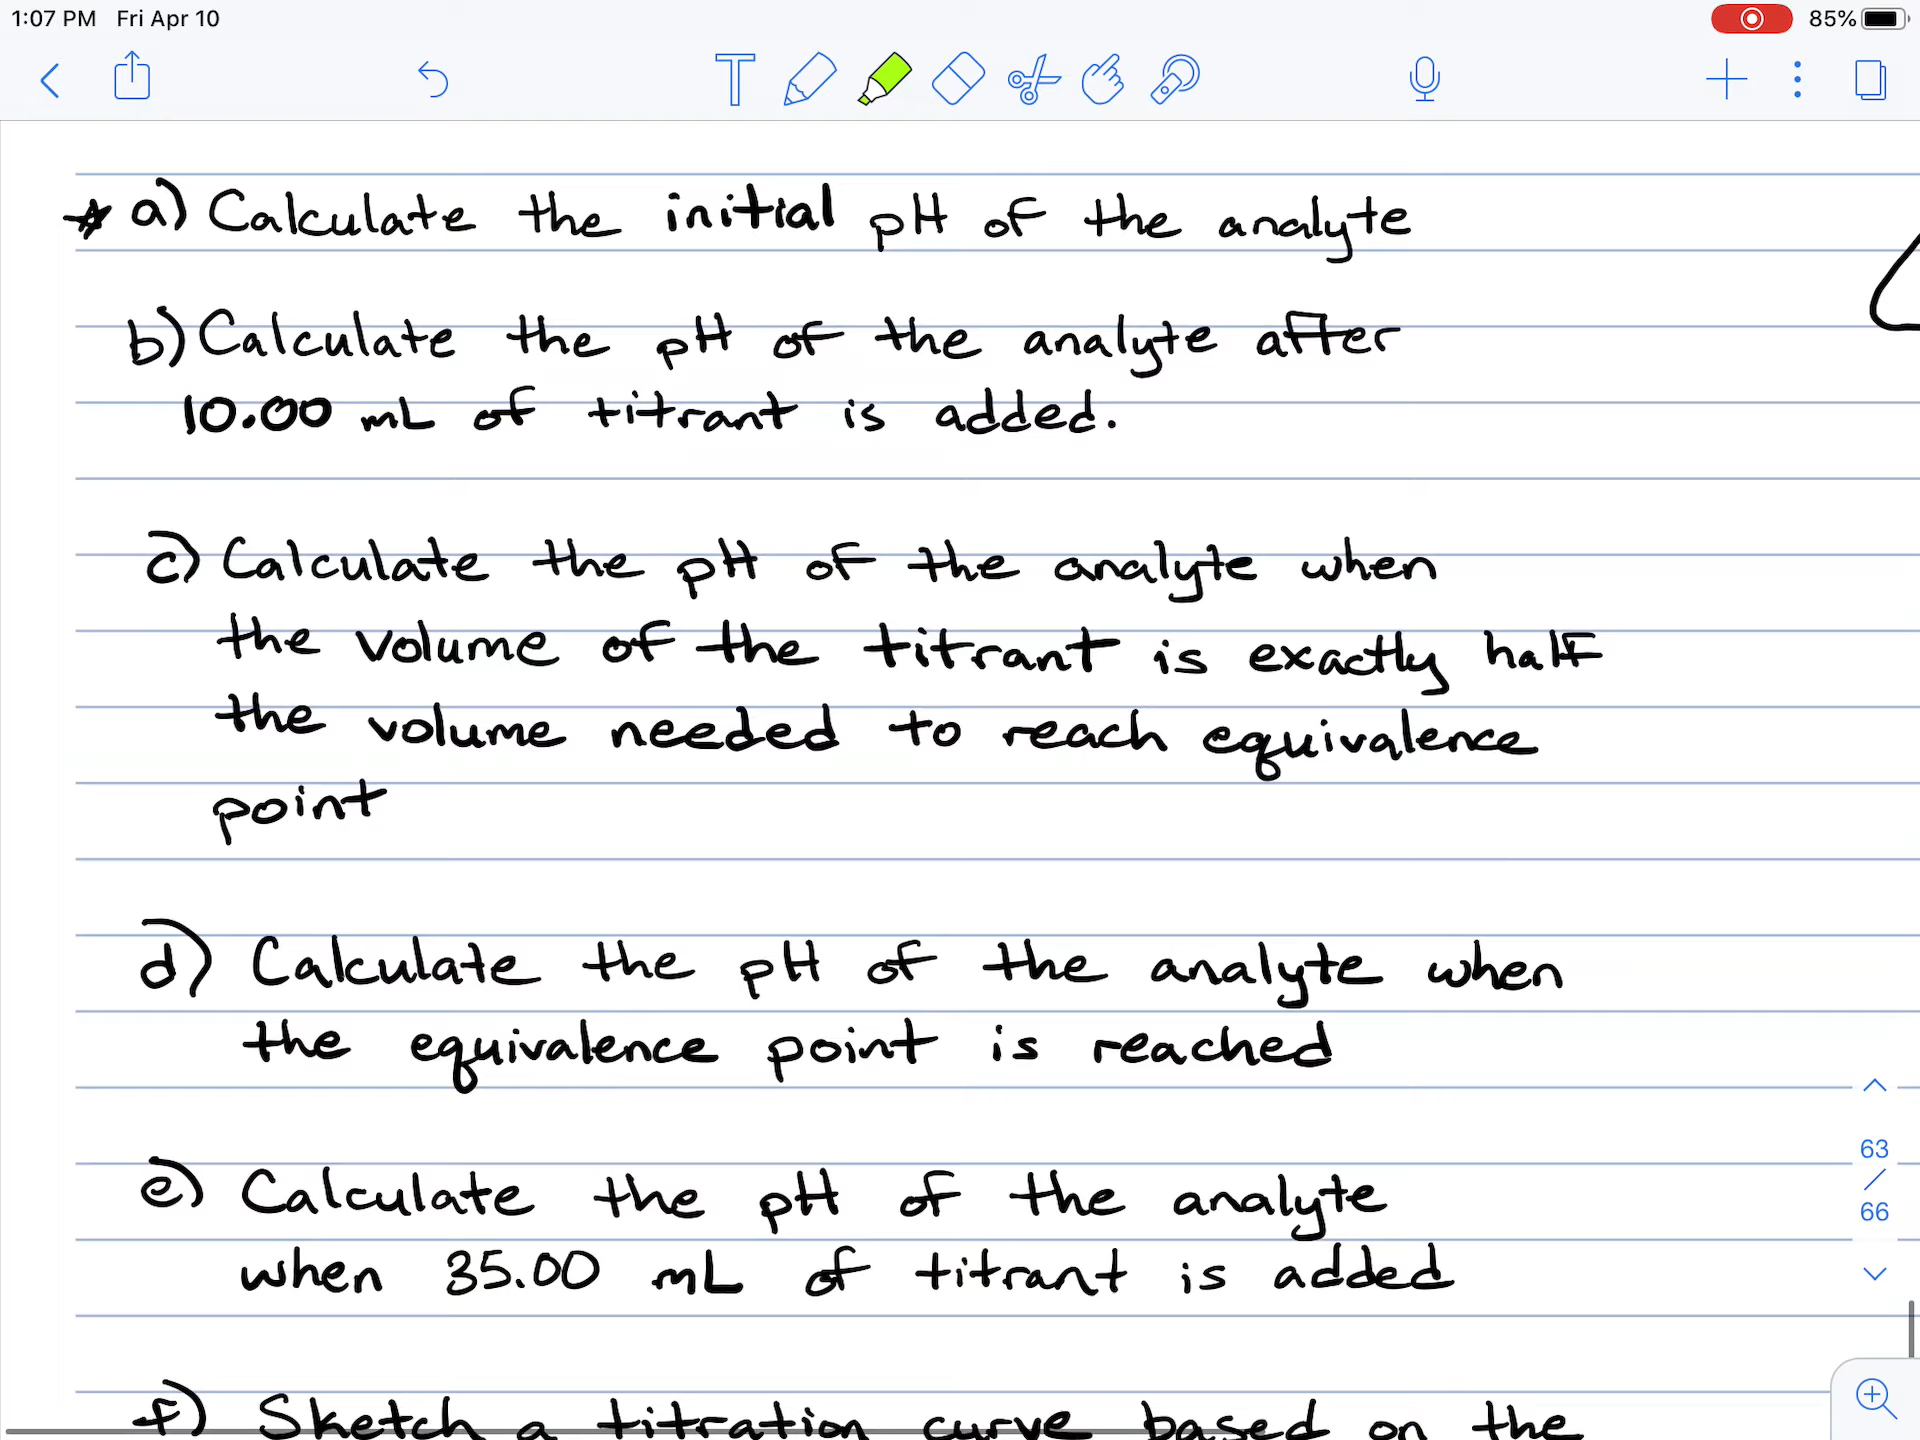 1:07 PM Fri Apr 10 85%
T
a) Calculate the initial pH of the analyte
b) Calculate the pH of the analyte after
10.00 mL of titrant is added.
c) Calculate the pH of the analyte when
the volume of the titrant is exactly half
the volume needed to reach equivalence
point
d) Calculate the pH of the analyte when
the equivalence point is reached
e) Calculate the pH of the analyte
when 35.00 mL of titrant is added
63
/
66
f) Sketch a titration curve based on the